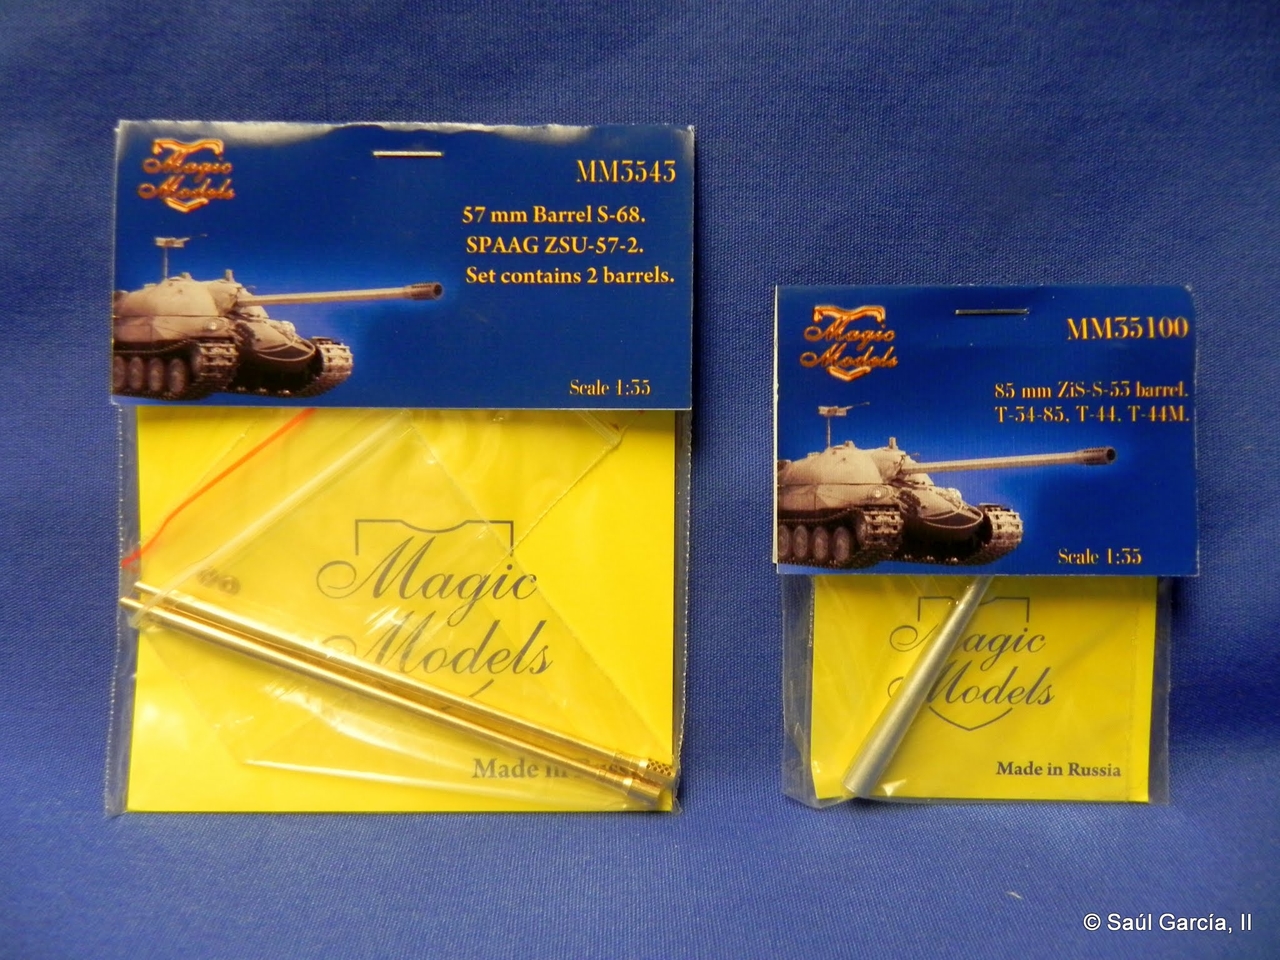 Magic
Models
MM3543
57 mm Barrel S-68.
SPAAG ZSU-57-2.
Set contains 2 barrels.
Scale 1:35
Magic
Models
Made in Russia
Magic
Models
MM35100
85 mm ZiS-S-53 barrel.
T-34-85, T-44, T-44M.
Scale 1:35
Magic
Models
Made in Russia
© Saúl García, II